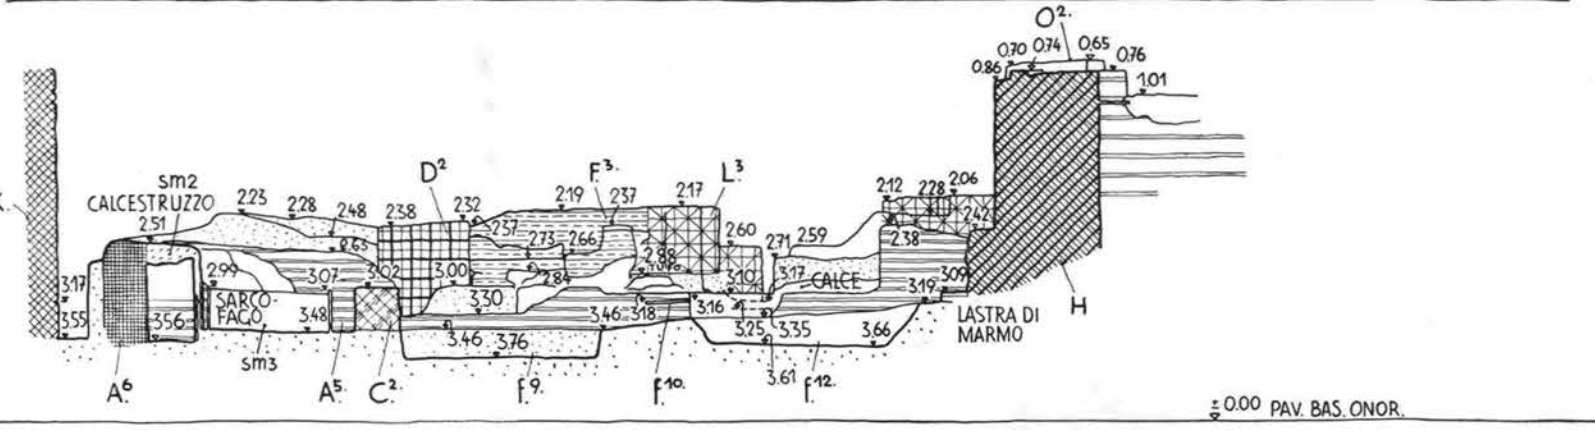 O².
0.70 0.74 0.65
0.86 0.76
1.01
D² F³. L³
sm2
CALCESTRUZZO
2.23 2.28 2.48 2.38 2.32 2.19 2.37 2.17 2.12 2.28 2.06
2.51 2.37 2.60 2.71 2.59 2.38 2.42
2.65 2.73 2.66
3.17 2.99 3.07 3.02 3.00 2.84 2.88 3.10 3.17 CALCE 3.19 3.09
TUFO
SARCO-
FAGO
3.30 3.18 3.16
3.55 3.56 3.48 3.46 3.46 3.25 3.35 3.66
LASTRA DI
MARMO
H
sm3
3.76 3.61
A⁶ A⁵. C². f⁹. f¹⁰. f¹².
± 0.00 PAV. BAS. ONOR.